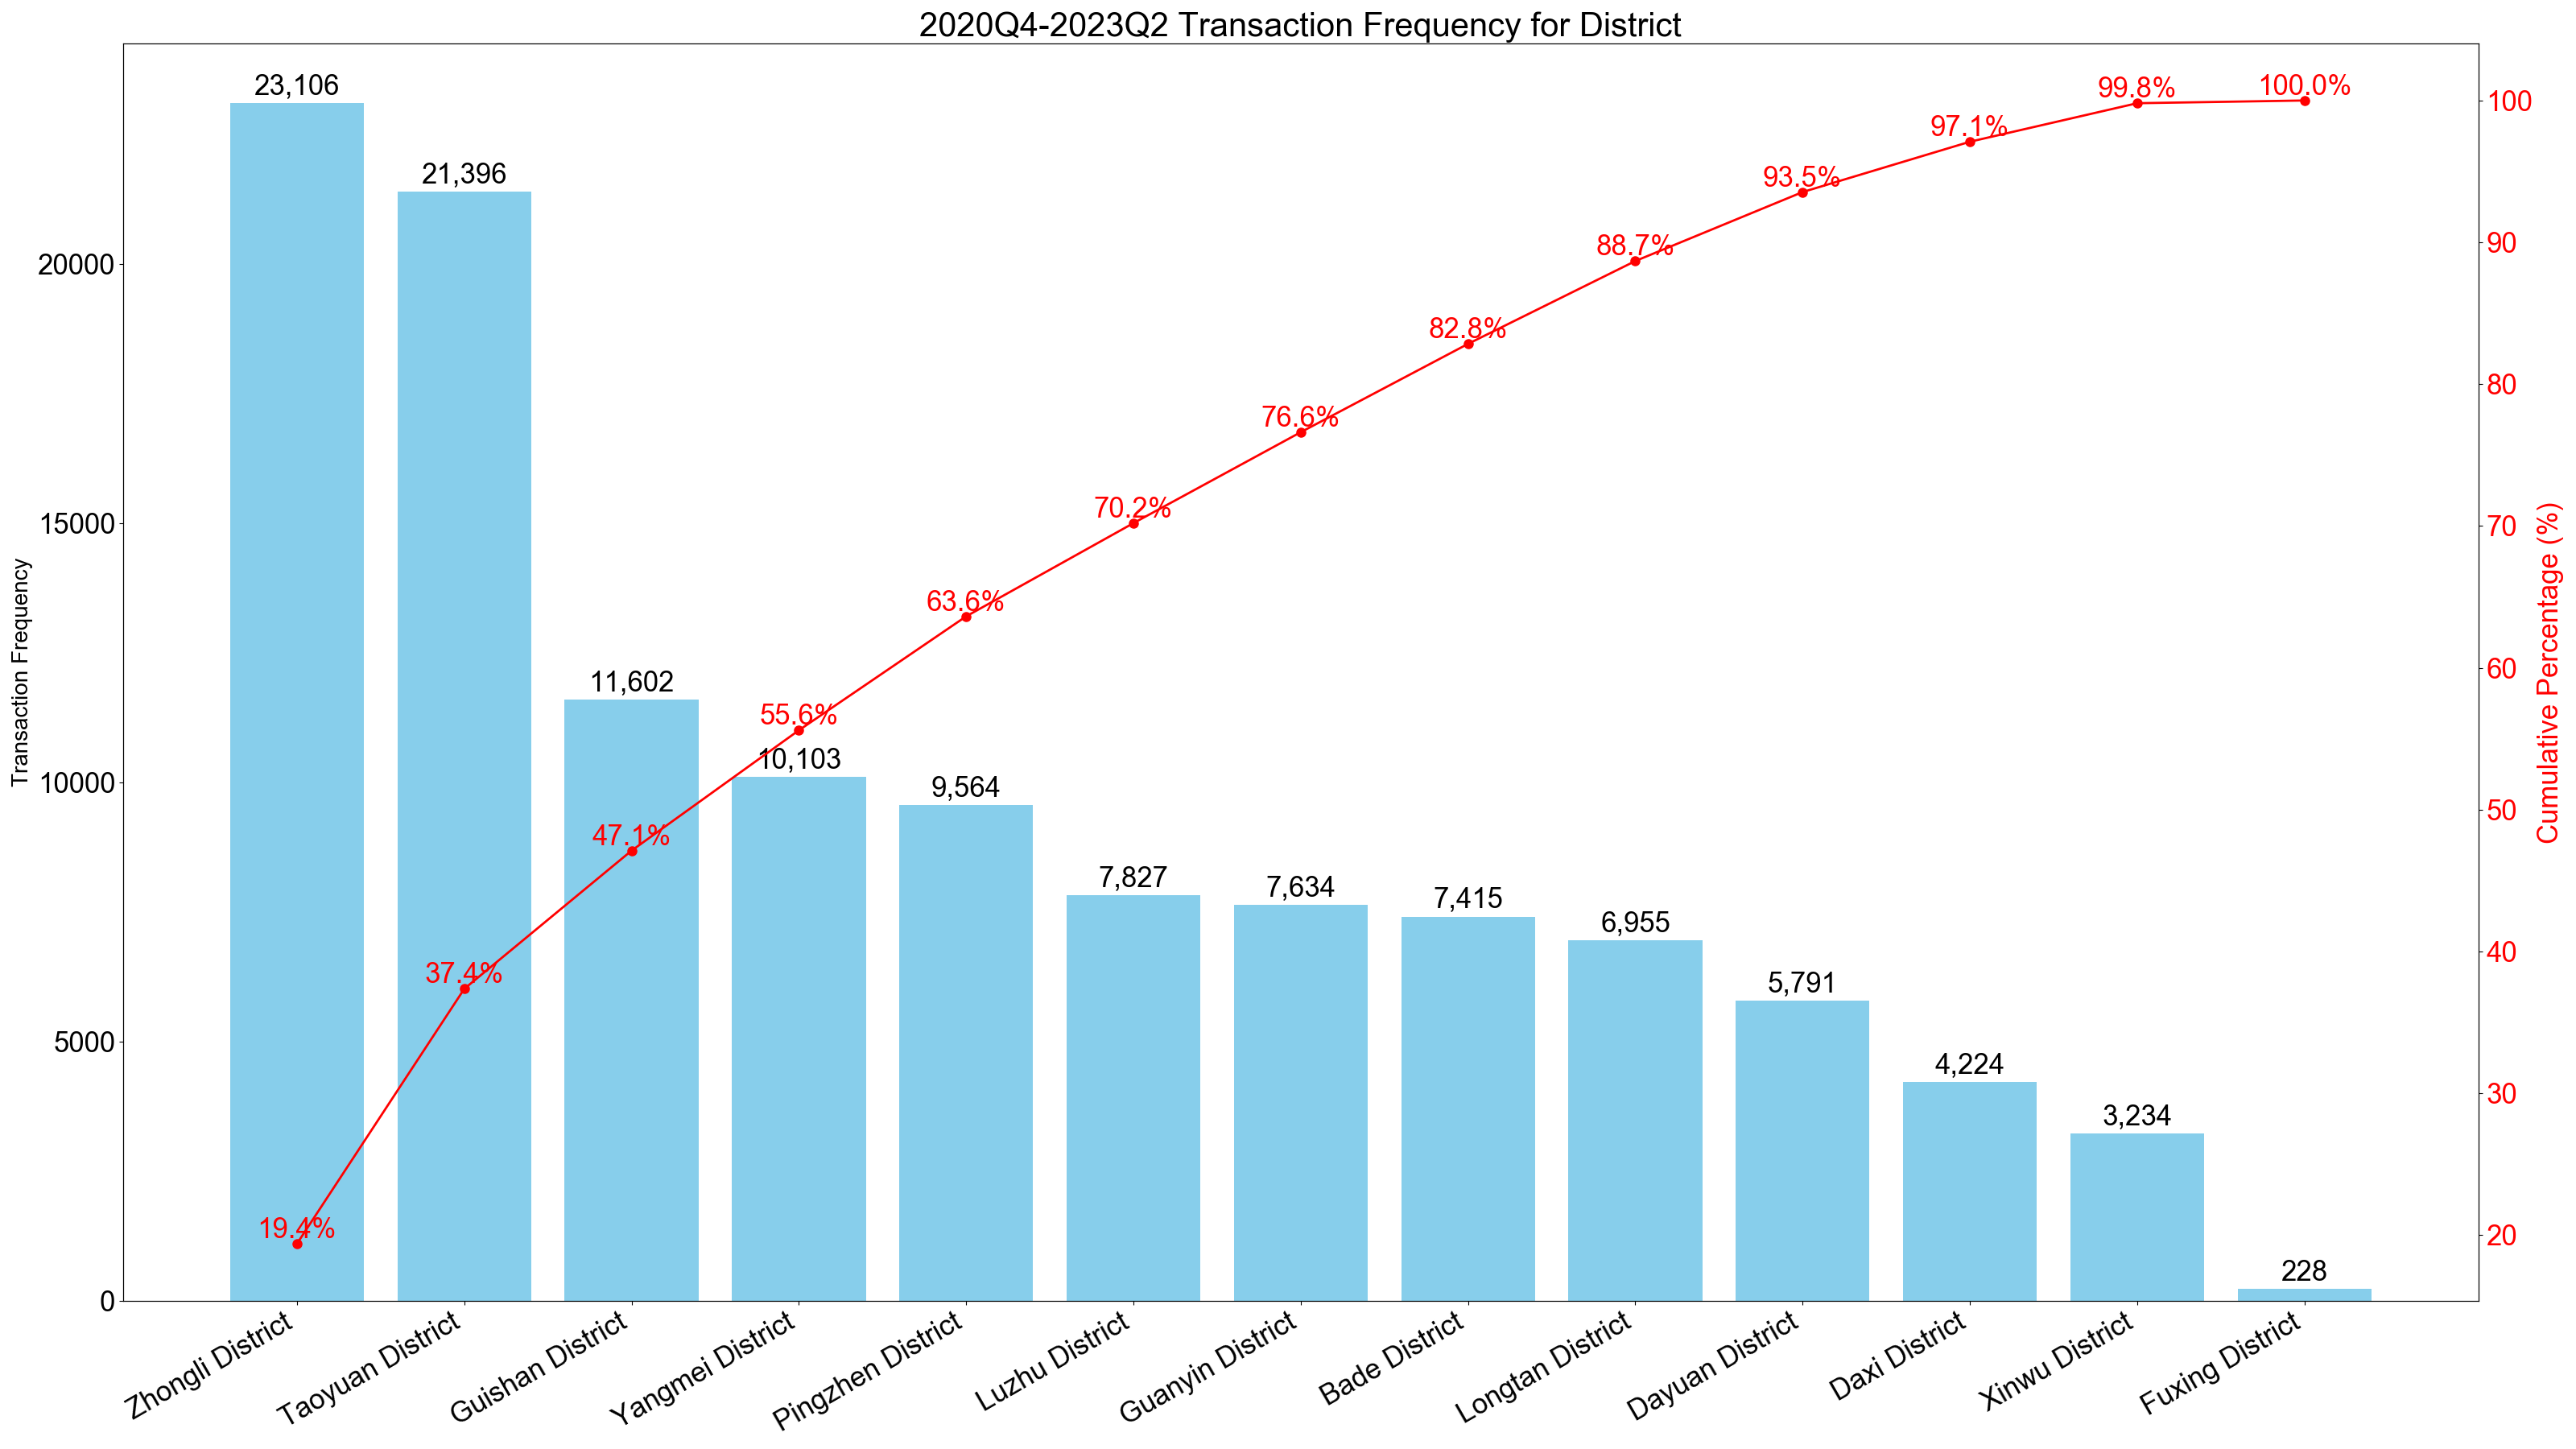 2020Q4-2023Q2 Transaction Frequency for District
Transaction Frequency
20000
15000
10000
5000
0
23,106
21,396
11,602
10,103
9,564
7,827
7,634
7,415
6,955
5,791
4,224
3,234
228
19.4%
37.4%
47.1%
55.6%
63.6%
70.2%
76.6%
82.8%
88.7%
93.5%
97.1%
99.8%
100.0%
100
90
80
70
60
50
40
30
20
Cumulative Percentage (%)
Zhongli District
Taoyuan District
Guishan District
Yangmei District
Pingzhen District
Luzhu District
Guanyin District
Bade District
Longtan District
Dayuan District
Daxi District
Xinwu District
Fuxing District